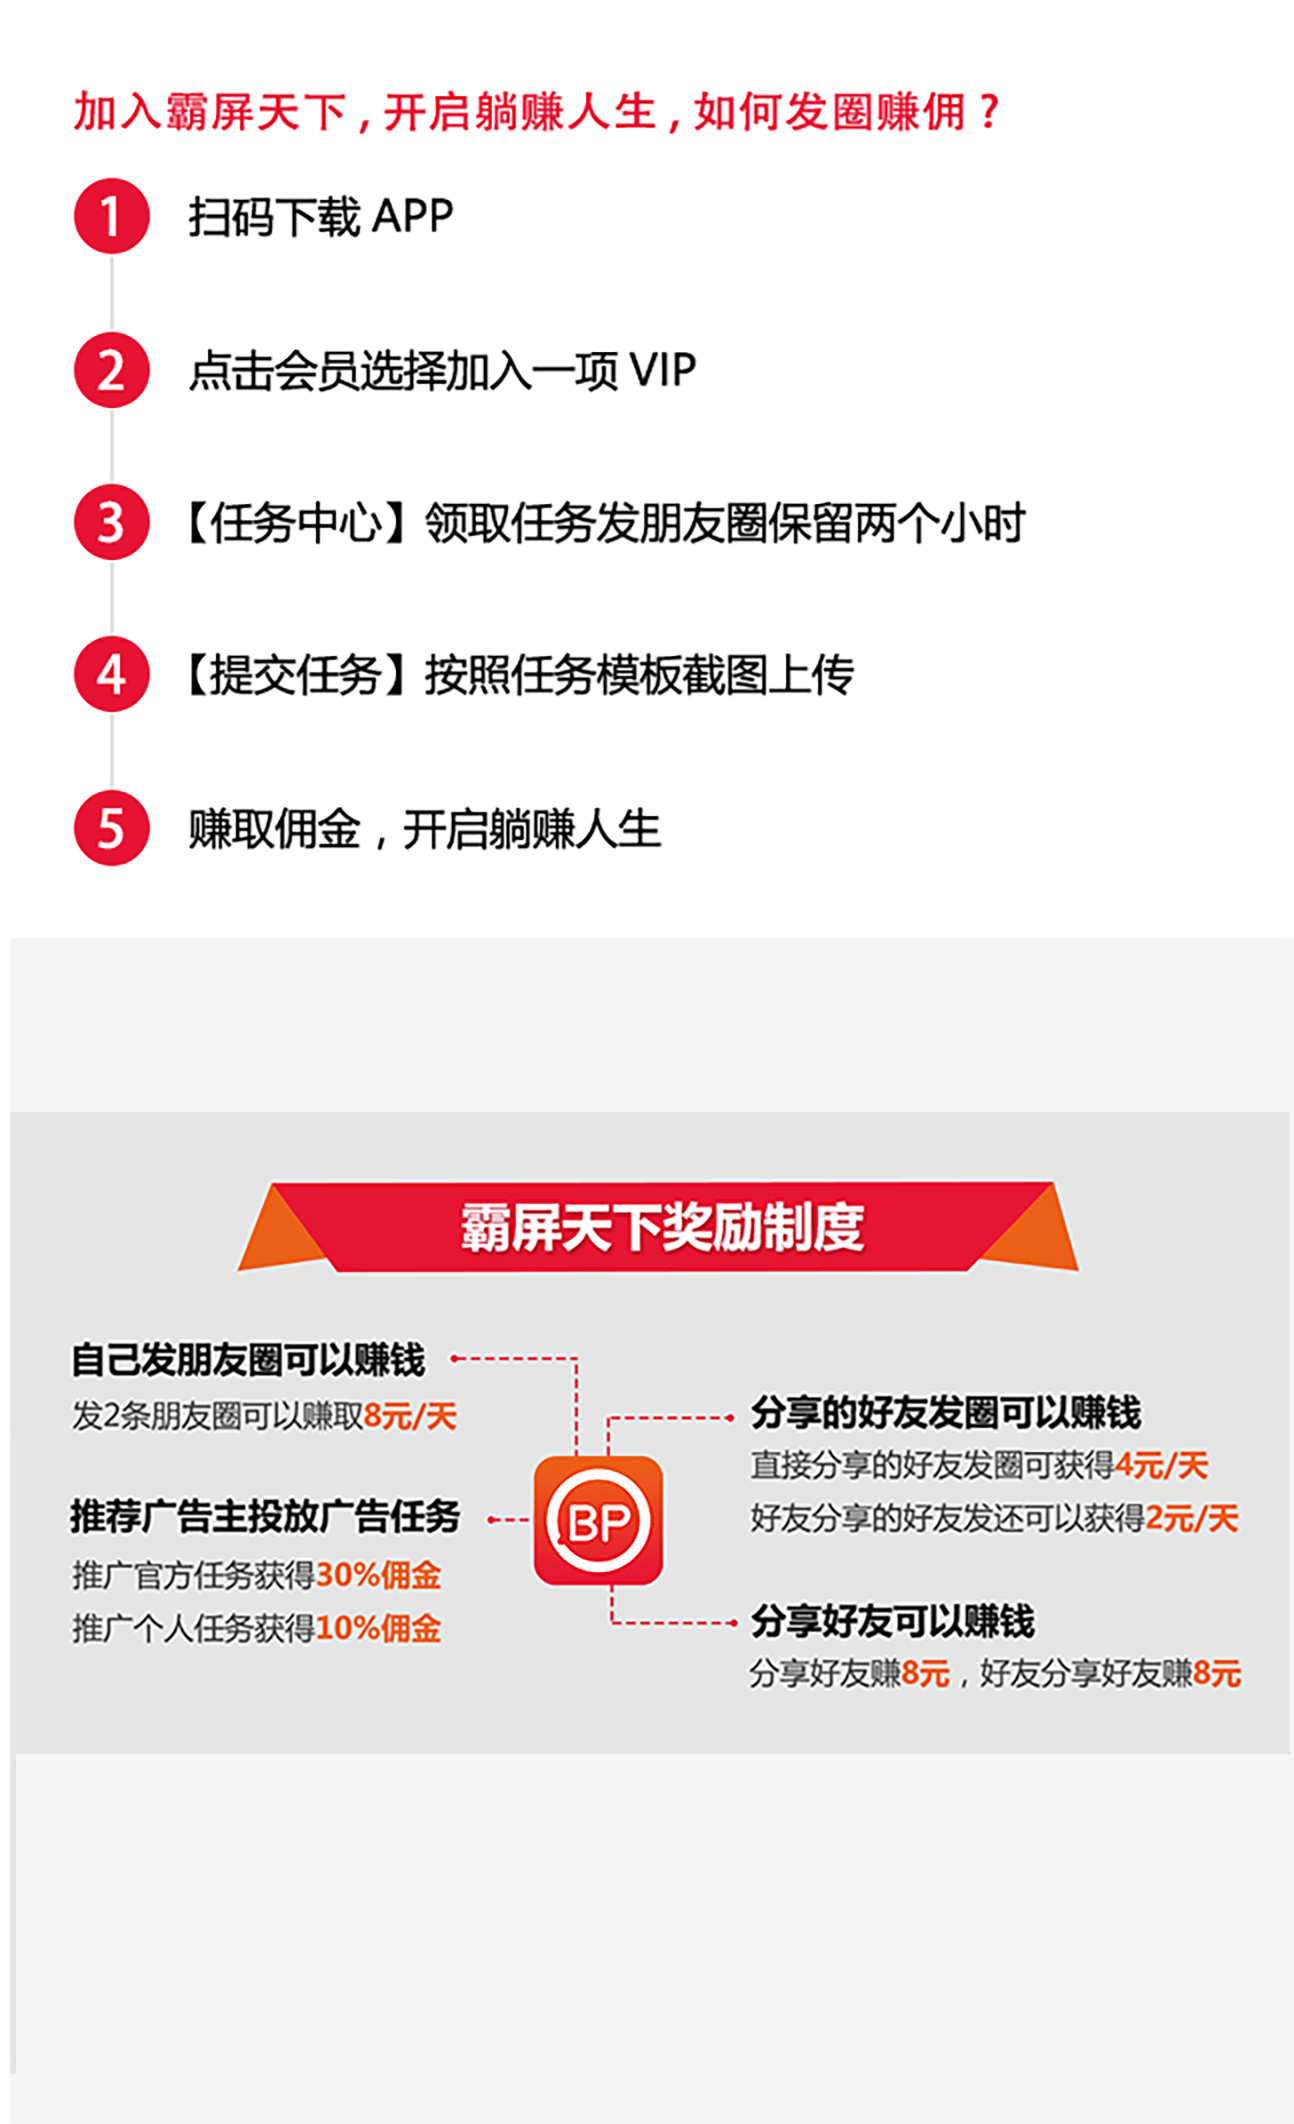 加入霸屏天下，开启躺赚人生，如何发圈赚佣？
1 扫码下载 APP
2 点击会员选择加入一项 VIP
3 【任务中心】领取任务发朋友圈保留两个小时
4 【提交任务】按照任务模板截图上传
5 赚取佣金，开启躺赚人生
霸屏天下奖励制度
自己发朋友圈可以赚钱
发2条朋友圈可以赚取8元/天
推荐广告主投放广告任务
推广官方任务获得30%佣金
推广个人任务获得10%佣金
BP
分享的好友发圈可以赚钱
直接分享的好友发圈可获得4元/天
好友分享的好友发还可以获得2元/天
分享好友可以赚钱
分享好友赚8元，好友分享好友赚8元